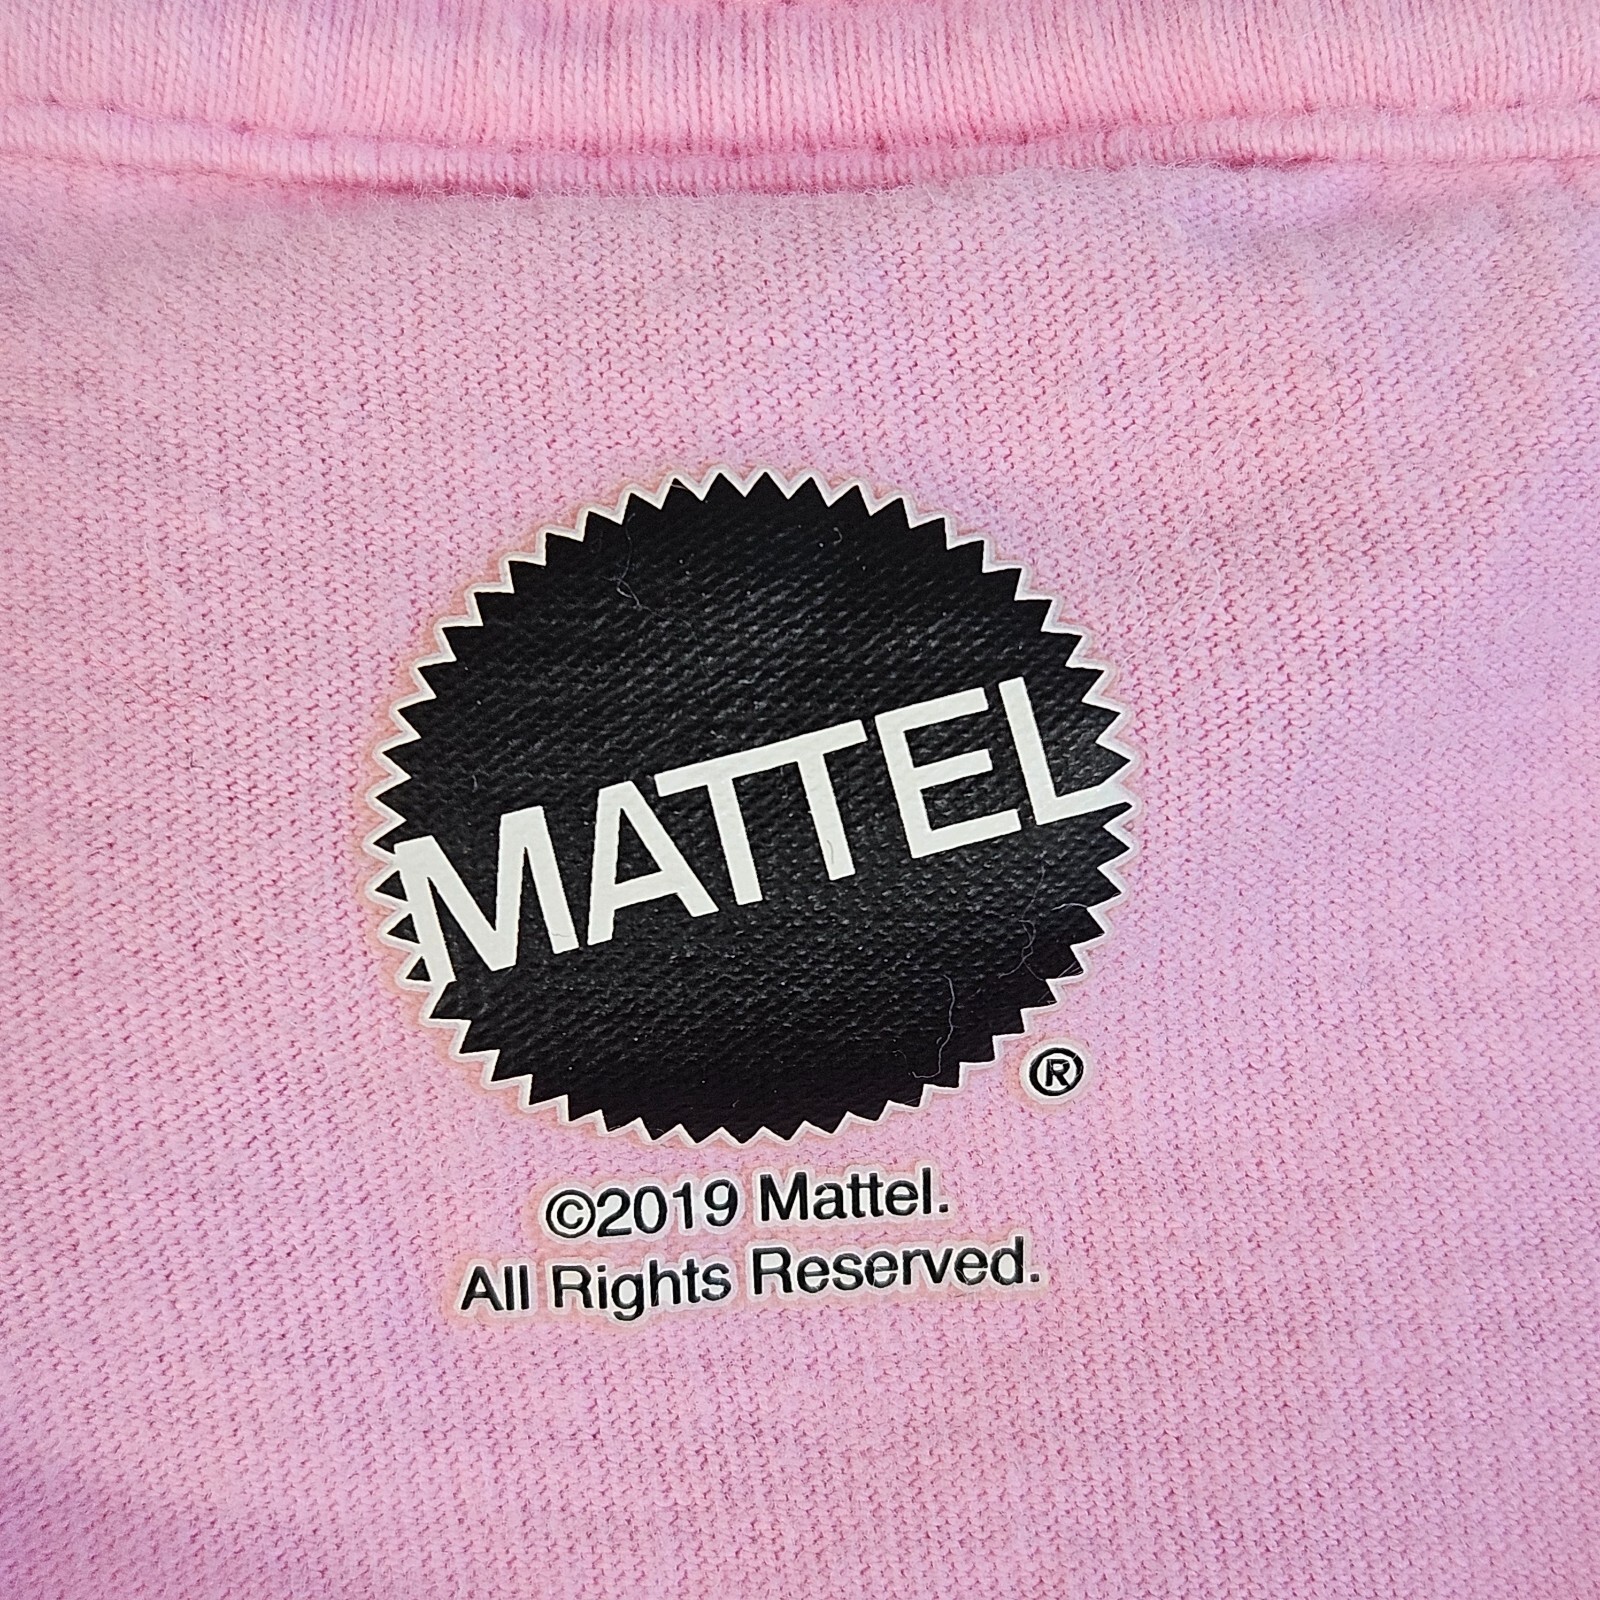 MATTEL
®
©2019 Mattel.
All Rights Reserved.